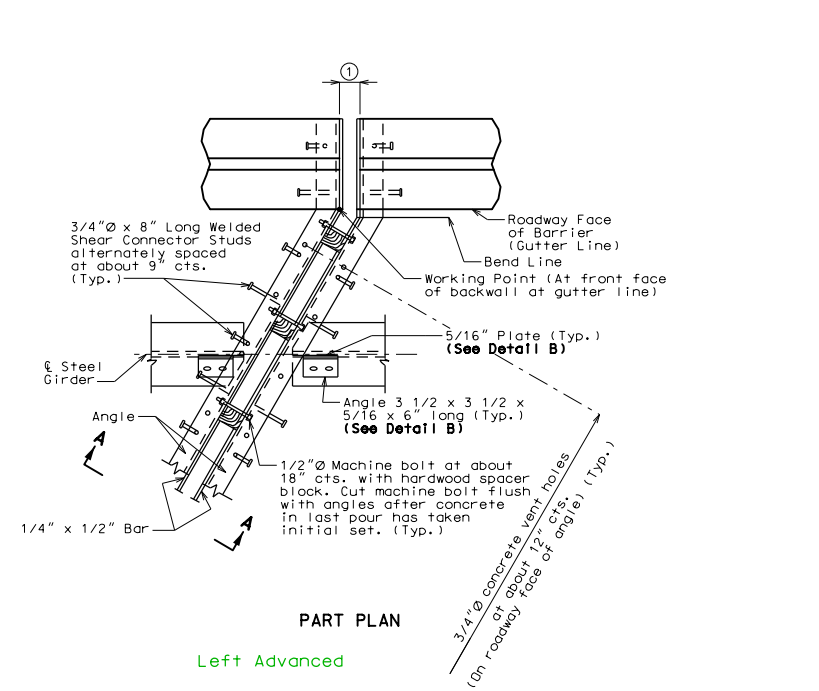 1
3/4"Ø x 8" Long Welded
Shear Connector Studs
alternately spaced
at about 9" cts.
(Typ.)
Roadway Face
of Barrier
(Gutter Line)
Bend Line
Working Point (At front face
of backwall at gutter line)
5/16" Plate (Typ.)
(See Detail B)
℄ Steel
Girder
Angle 3 1/2 x 3 1/2 x
5/16 x 6" long (Typ.)
(See Detail B)
Angle
A
1/2"Ø Machine bolt at about
18" cts. with hardwood spacer
block. Cut machine bolt flush
with angles after concrete
in last pour has taken
initial set. (Typ.)
1/4" x 1/2" Bar
A
3/4"Ø concrete vent holes
at about 12" cts.
(On roadway face of angle) (Typ.)
PART PLAN
Left Advanced